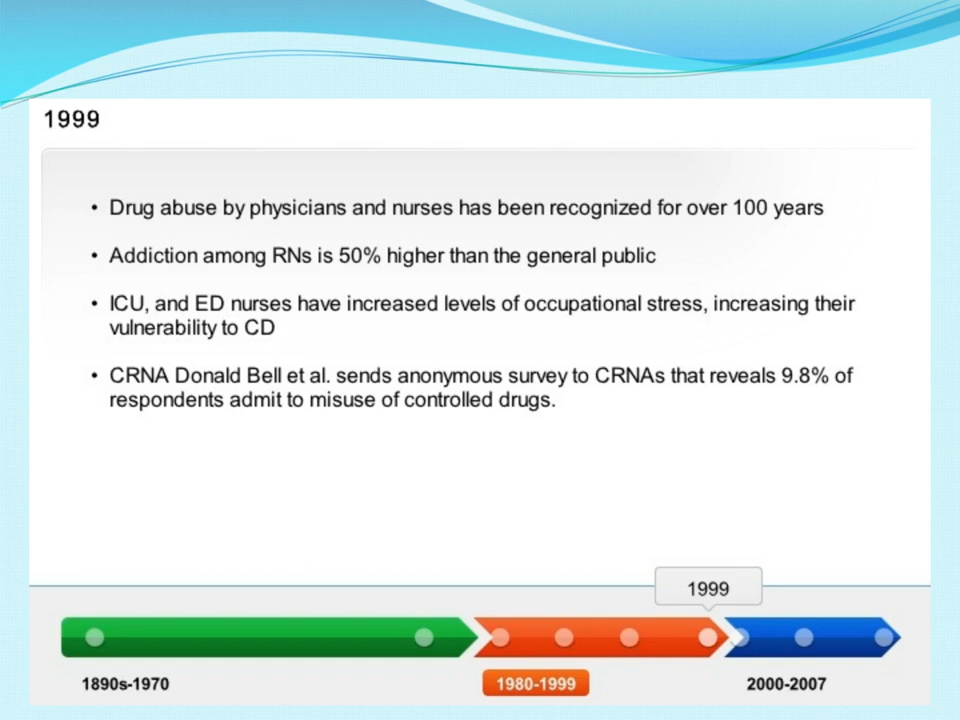 1999
• Drug abuse by physicians and nurses has been recognized for over 100 years
• Addiction among RNs is 50% higher than the general public
• ICU, and ED nurses have increased levels of occupational stress, increasing their
vulnerability to CD
• CRNA Donald Bell et al. sends anonymous survey to CRNAs that reveals 9.8% of
respondents admit to misuse of controlled drugs.
1999
1890s-1970
1980-1999
2000-2007